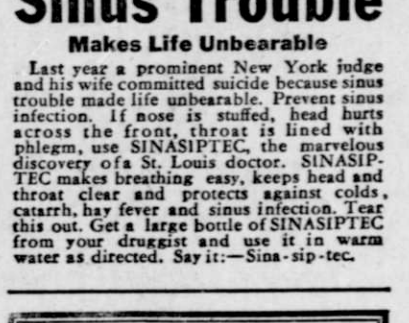 Sinus Trouble
Makes Life Unbearable
Last year a prominent New York judge
and his wife committed suicide because sinus
trouble made life unbearable. Prevent sinus
infection. If nose is stuffed, head hurts
across the front, throat is lined with
phlegm, use SINASIPTEC, the marvelous
discovery of a St. Louis doctor. SINASIP-
TEC makes breathing easy, keeps head and
throat clear and protects against colds,
catarrh, hay fever and sinus infection. Tear
this out. Get a large bottle of SINASIPTEC
from your druggist and use it in warm
water as directed. Say it:—Sina-sip-tec.